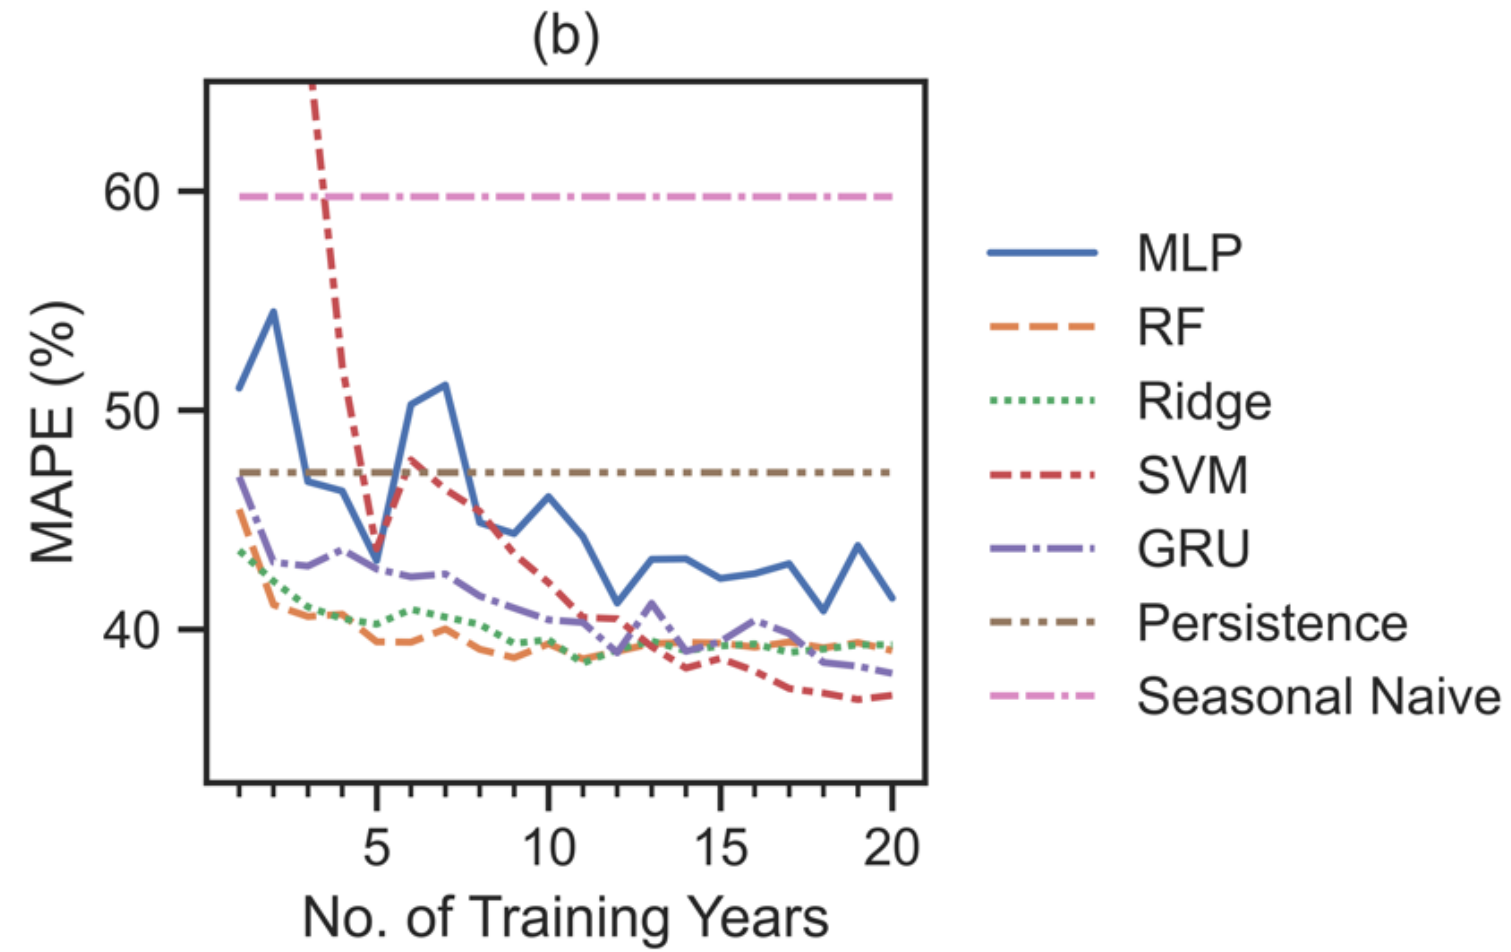 (b)
60
50
40
MAPE (%)
5 10 15 20
No. of Training Years
MLP
RF
Ridge
SVM
GRU
Persistence
Seasonal Naive